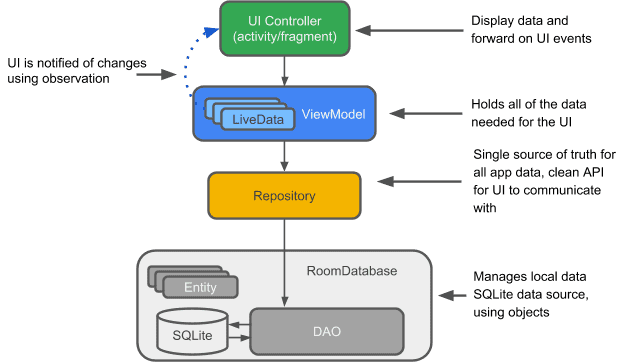 UI Controller
(activity/fragment)
Display data and
forward on UI events
UI is notified of changes
using observation
LiveData
ViewModel
Holds all of the data
needed for the UI
Single source of truth for
all app data, clean API
for UI to communicate
with
Repository
RoomDatabase
Entity
SQLite
DAO
Manages local data
SQLite data source,
using objects